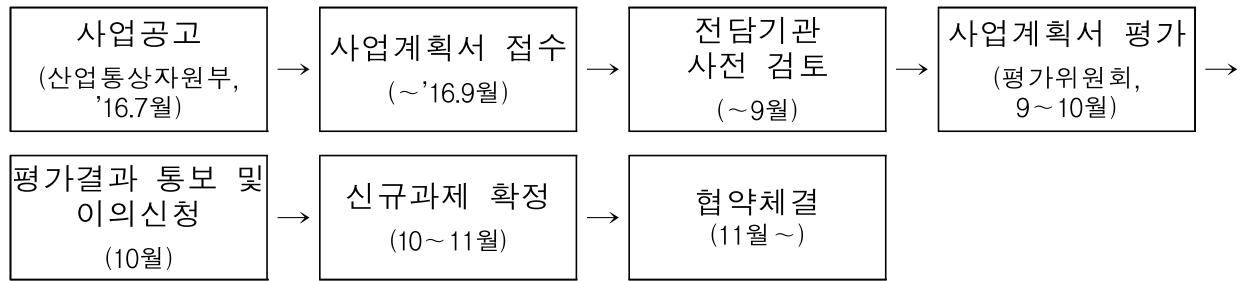 사업공고
(산업통상자원부,
'16.7월)
→
사업계획서 접수
(～'16.9월)
→
전담기관
사전 검토
(～9월)
→
사업계획서 평가
(평가위원회,
9～10월)
→
평가결과 통보 및
이의신청
(10월)
→
신규과제 확정
(10～11월)
→
협약체결
(11월～)